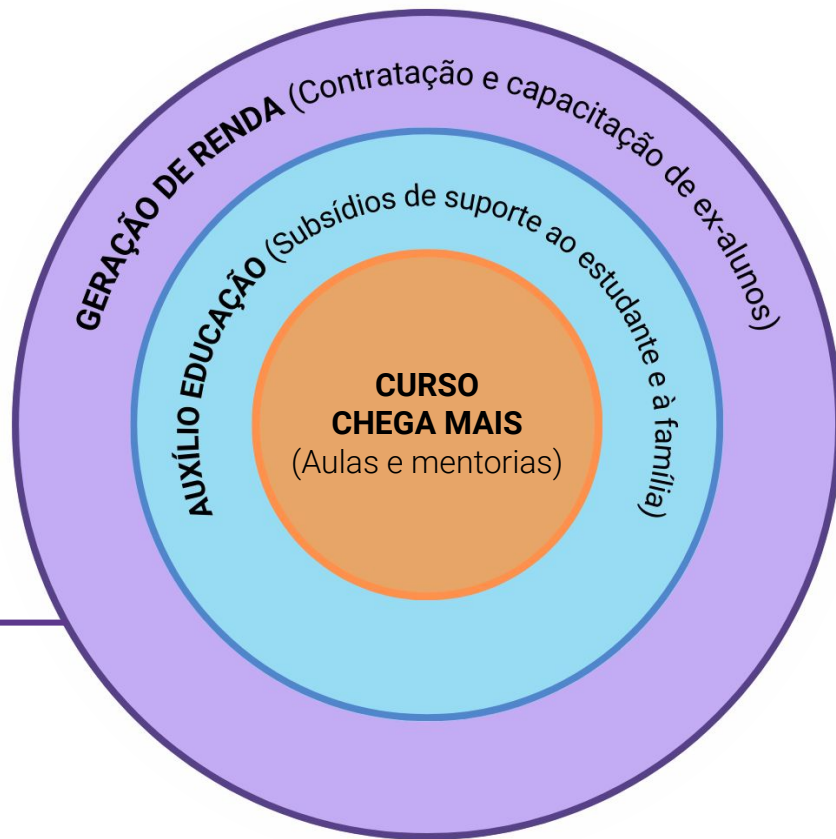 GERAÇÃO DE RENDA (Contratação e capacitação de ex-alunos)
AUXÍLIO EDUCAÇÃO (Subsídios de suporte ao estudante e à família)
CURSO
CHEGA MAIS
(Aulas e mentorias)